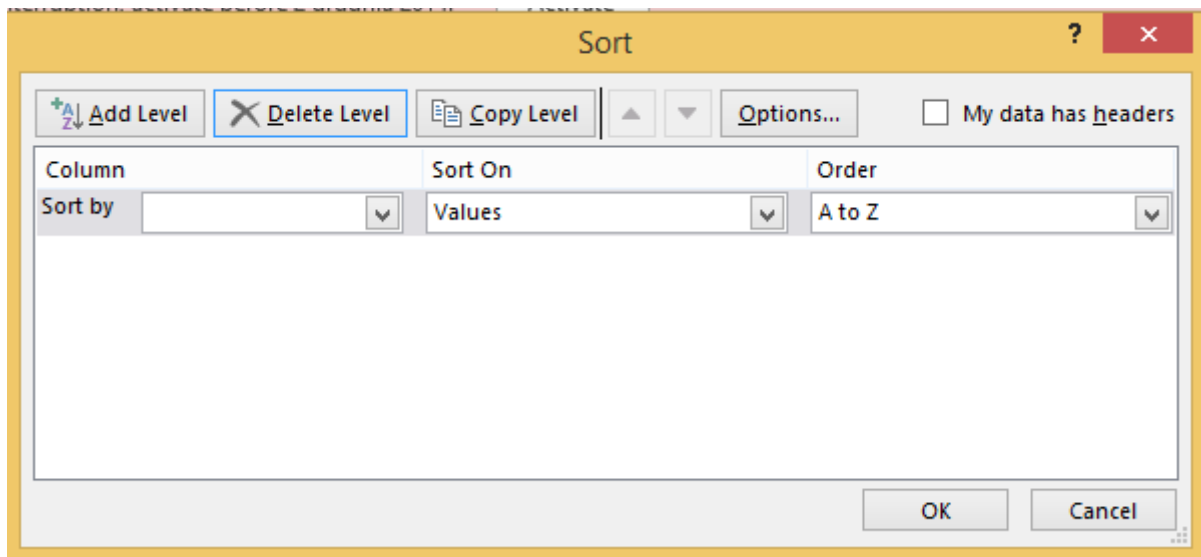 Sort
?
Add Level Delete Level Copy Level Options... My data has headers
Column Sort On Order
Sort by Values A to Z
OK Cancel